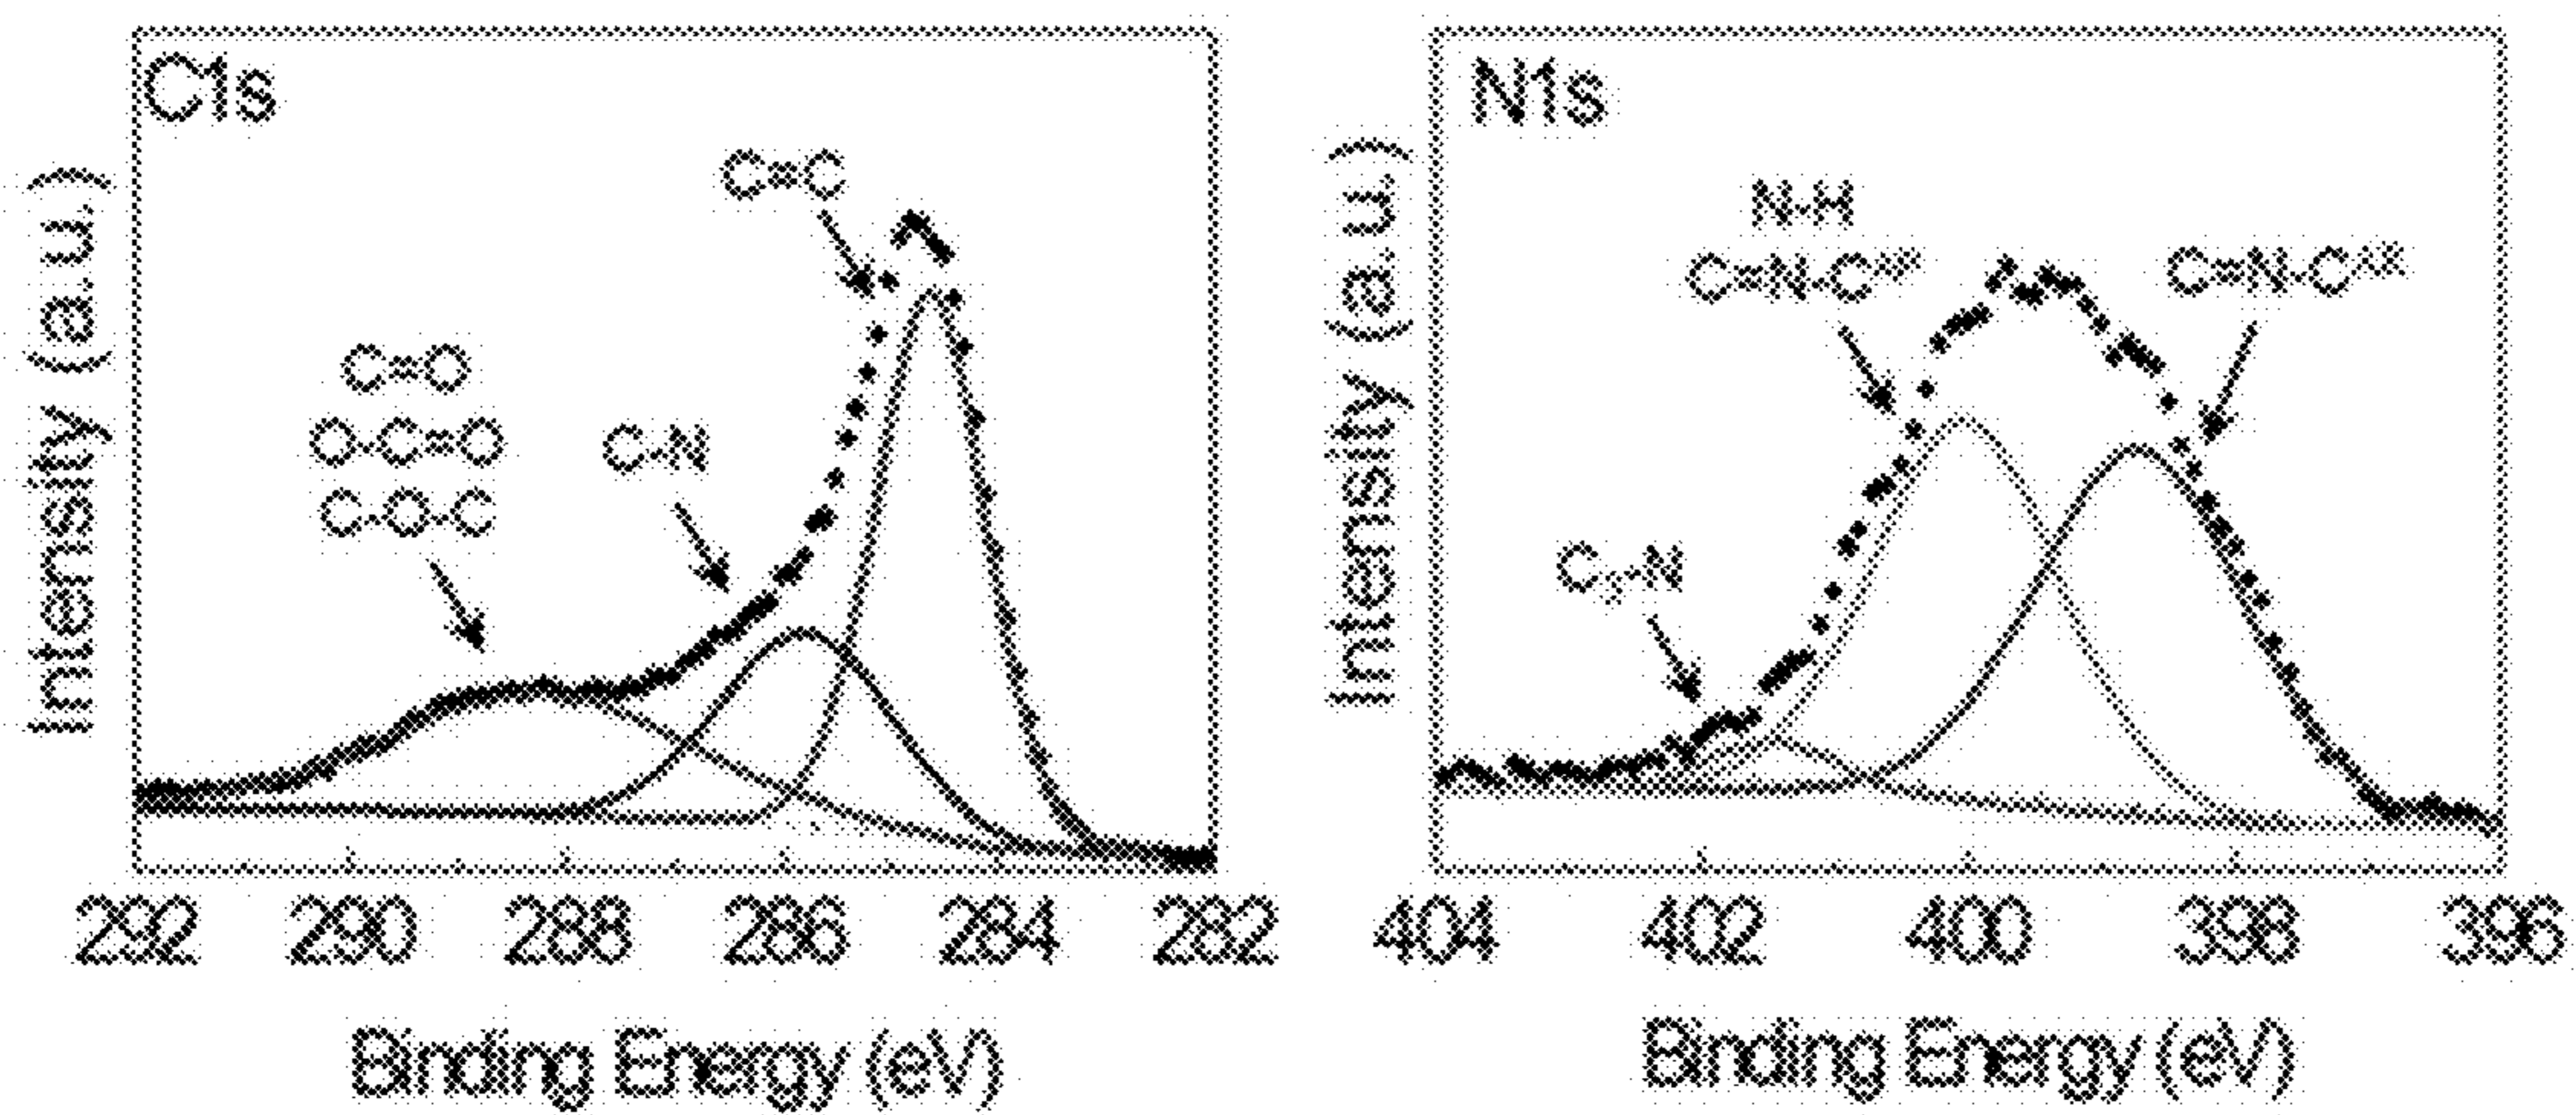 C1s
C=C
C=O
O-C=O
C-O-C
C-N
Intensity (a.u.)
292 290 288 286 284 282
Binding Energy (eV)
N1s
N-H
C=N-C
C=N-C
C₃-N
Intensity (a.u.)
404 402 400 398 396
Binding Energy (eV)